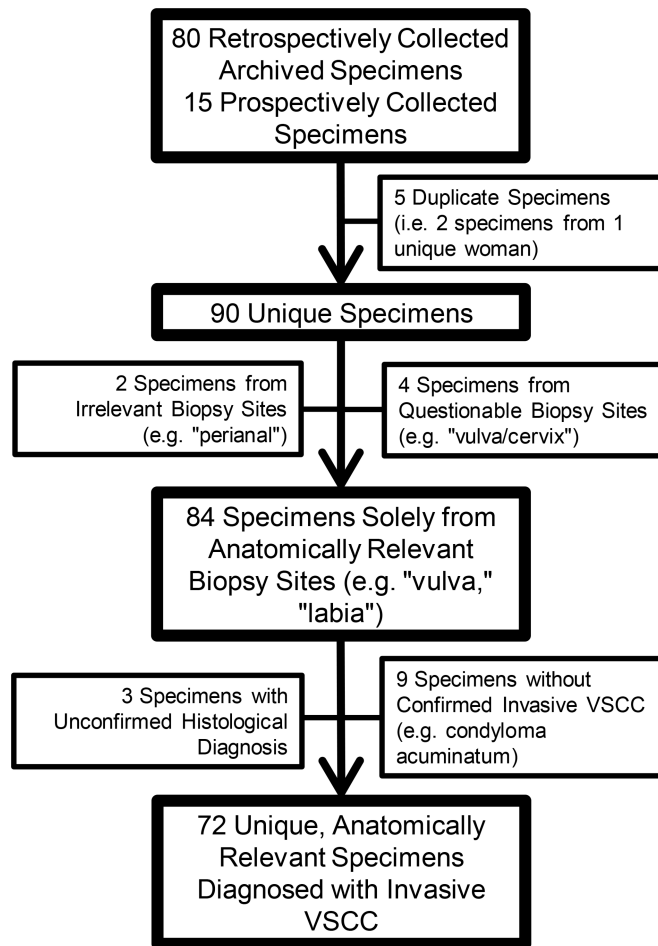 80 Retrospectively Collected
Archived Specimens
15 Prospectively Collected
Specimens
5 Duplicate Specimens
(i.e. 2 specimens from 1
unique woman)
90 Unique Specimens
2 Specimens from
Irrelevant Biopsy Sites
(e.g. "perianal")
4 Specimens from
Questionable Biopsy Sites
(e.g. "vulva/cervix")
84 Specimens Solely from
Anatomically Relevant
Biopsy Sites (e.g. "vulva,"
"labia")
3 Specimens with
Unconfirmed Histological
Diagnosis
9 Specimens without
Confirmed Invasive VSCC
(e.g. condyloma
acuminatum)
72 Unique, Anatomically
Relevant Specimens
Diagnosed with Invasive
VSCC